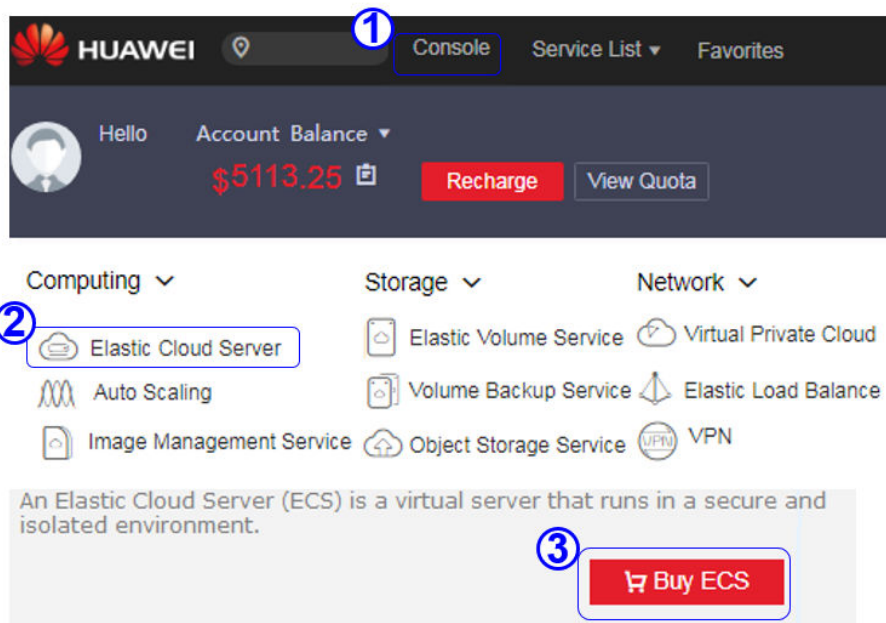 ① 
HUAWEI Console Service List Favorites
Hello Account Balance
$5113.25 Recharge View Quota
Computing Storage Network
②
Elastic Cloud Server Elastic Volume Service Virtual Private Cloud
Auto Scaling Volume Backup Service Elastic Load Balance
Image Management Service Object Storage Service VPN VPN
An Elastic Cloud Server (ECS) is a virtual server that runs in a secure and
isolated environment.
③
Buy ECS